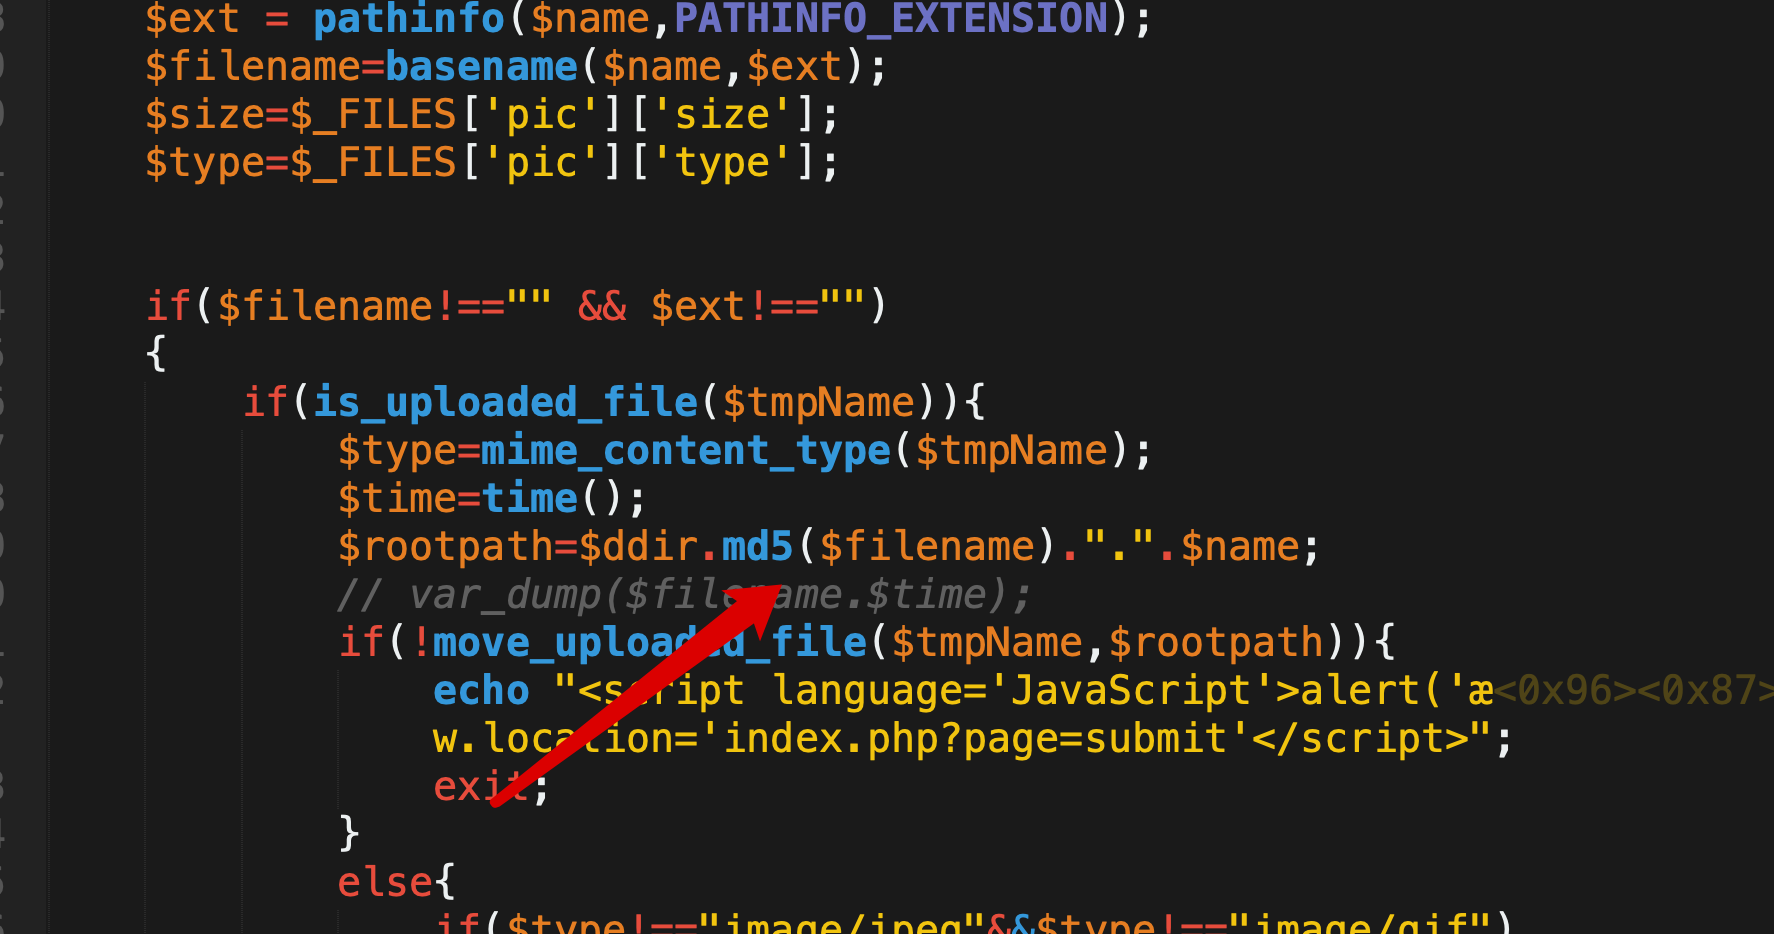 $ext = pathinfo($name,PATHINFO_EXTENSION);
$filename=basename($name,$ext);
$size=$_FILES['pic']['size'];
$type=$_FILES['pic']['type'];
if($filename!=="" && $ext!=="")
{
if(is_uploaded_file($tmpName)){
$type=mime_content_type($tmpName);
$time=time();
$rootpath=$ddir.md5($filename).".".$name;
// var_dump($filename.$time);
if(!move_uploaded_file($tmpName,$rootpath)){
echo "<script language='JavaScript'>alert('æ<0x96><0x87>
w.location='index.php?page=submit'</script>";
exit;
}
else{
if($type!=="image/jpeg"&&$type!=="image/gif")